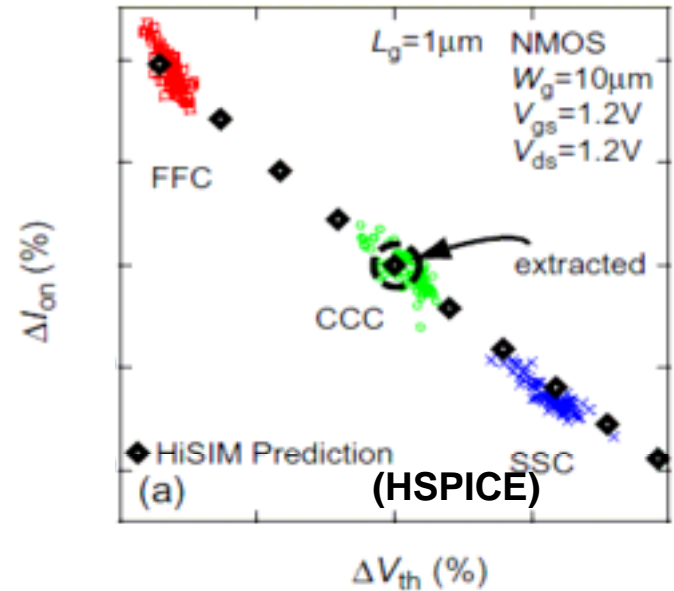 Lg=1μm NMOS
Wg=10μm
Vgs=1.2V
Vds=1.2V
FFC
ΔIon (%)
extracted
CCC
HiSIM Prediction
SSC
(a)
(HSPICE)
ΔVth (%)